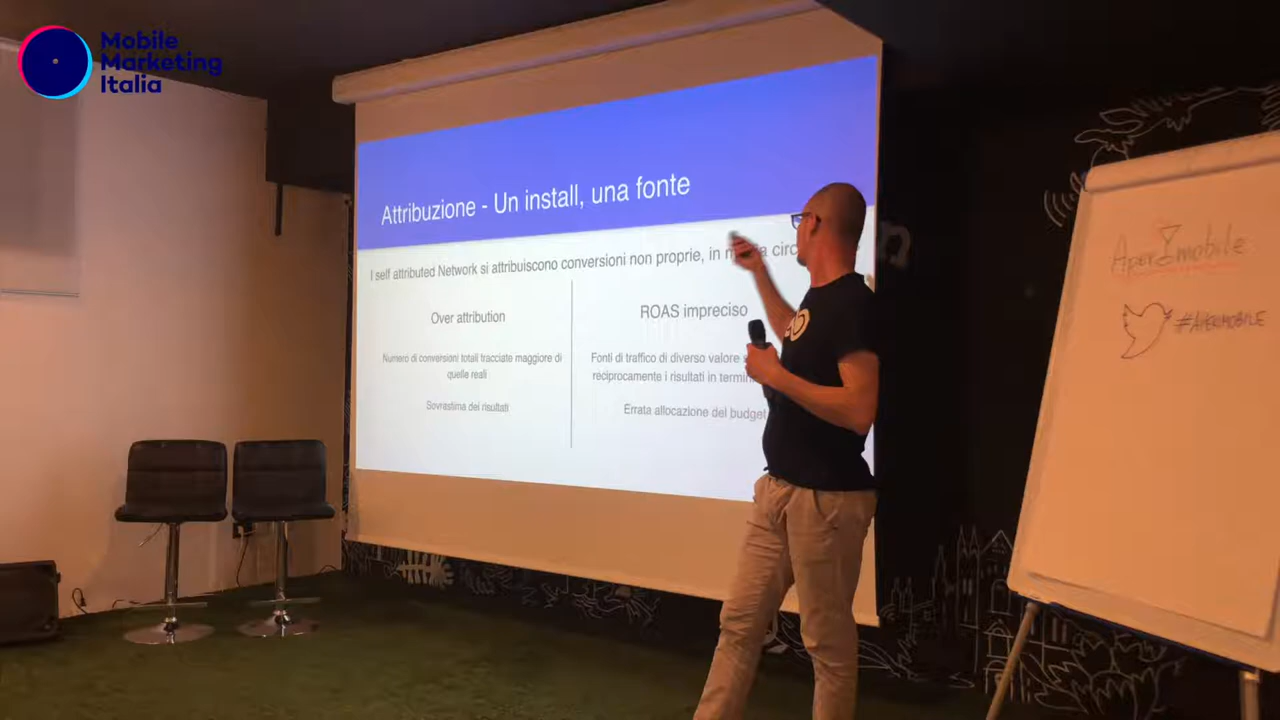 Mobile
Marketing
Italia
Attribuzione - Un install, una fonte
I self attributed Network si attribuiscono conversioni non proprie, in
Over attribution
Numero di conversioni totali tracciate maggiore di
quelle reali
Sovrastima dei risultati
ROAS impreciso
Fonti di traffico di diverso valore
reciprocamente i risultati in
Errata allocazione del budget
Aperomobile
#APEROMOBILE